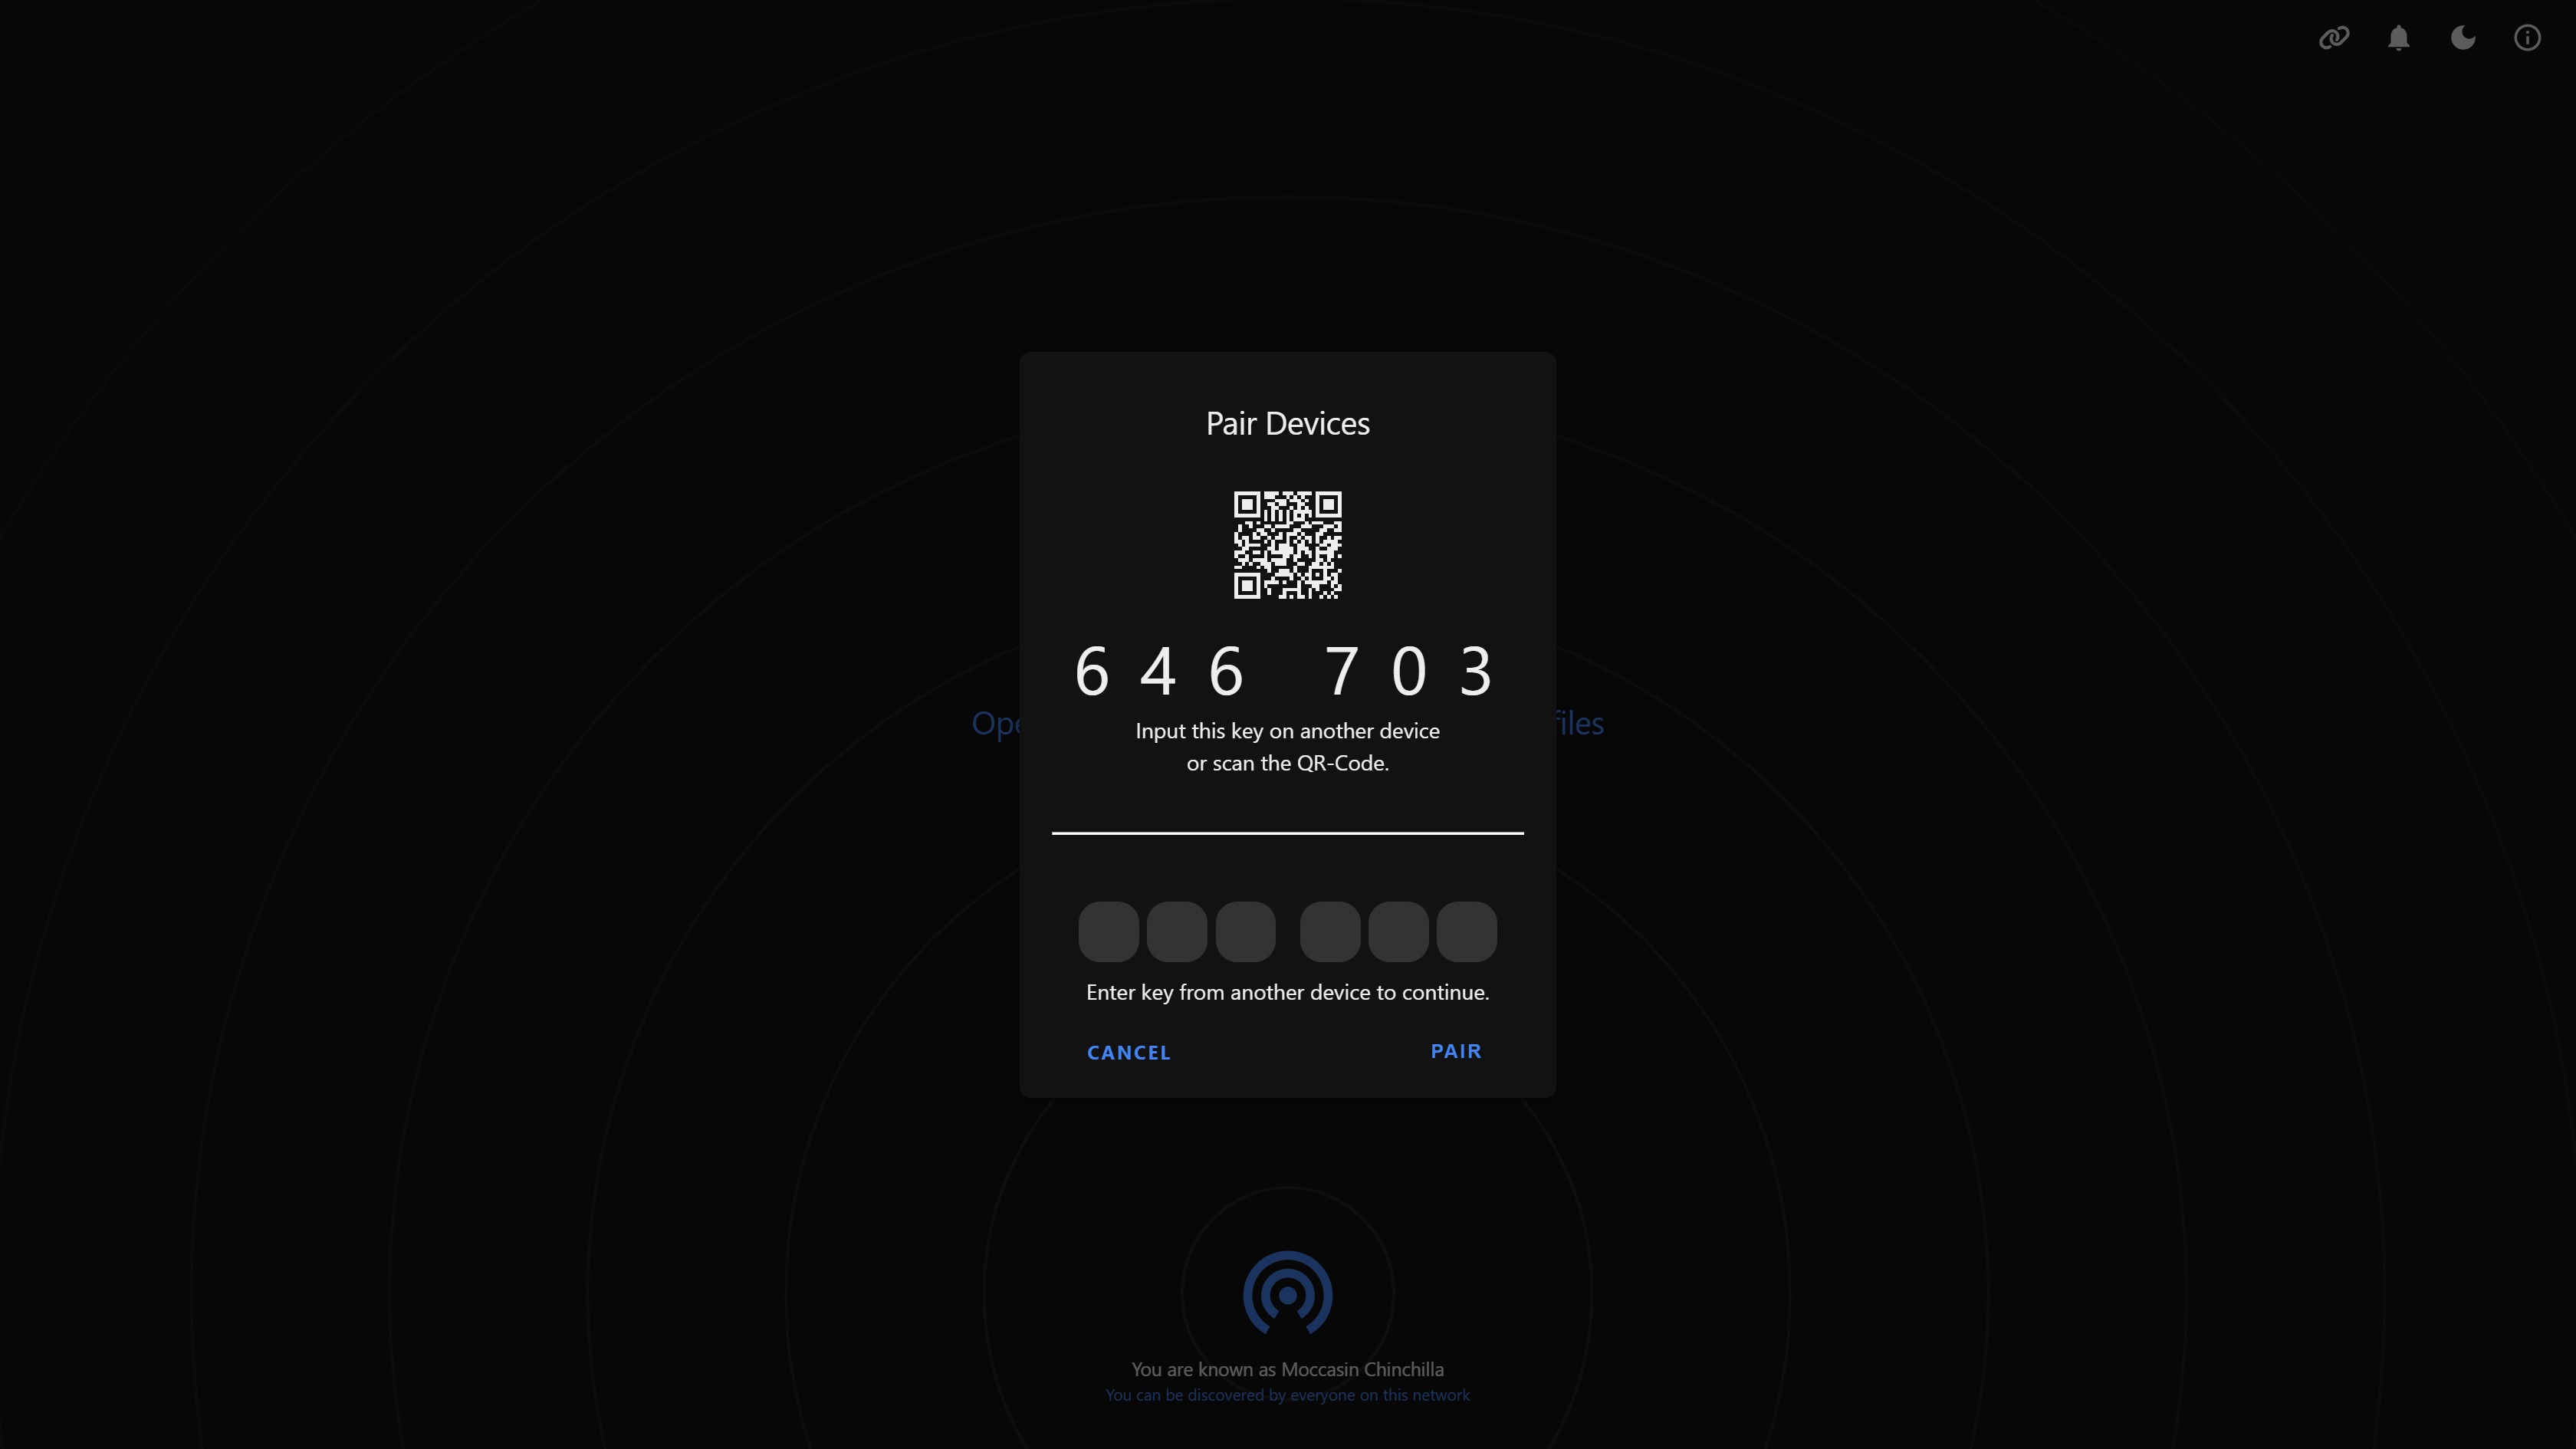 Pair Devices
646 703
Input this key on another device
or scan the QR-Code.
files
Enter key from another device to continue.
CANCEL
PAIR
You are known as Moccasin Chinchilla
You can be discovered by everyone on this network